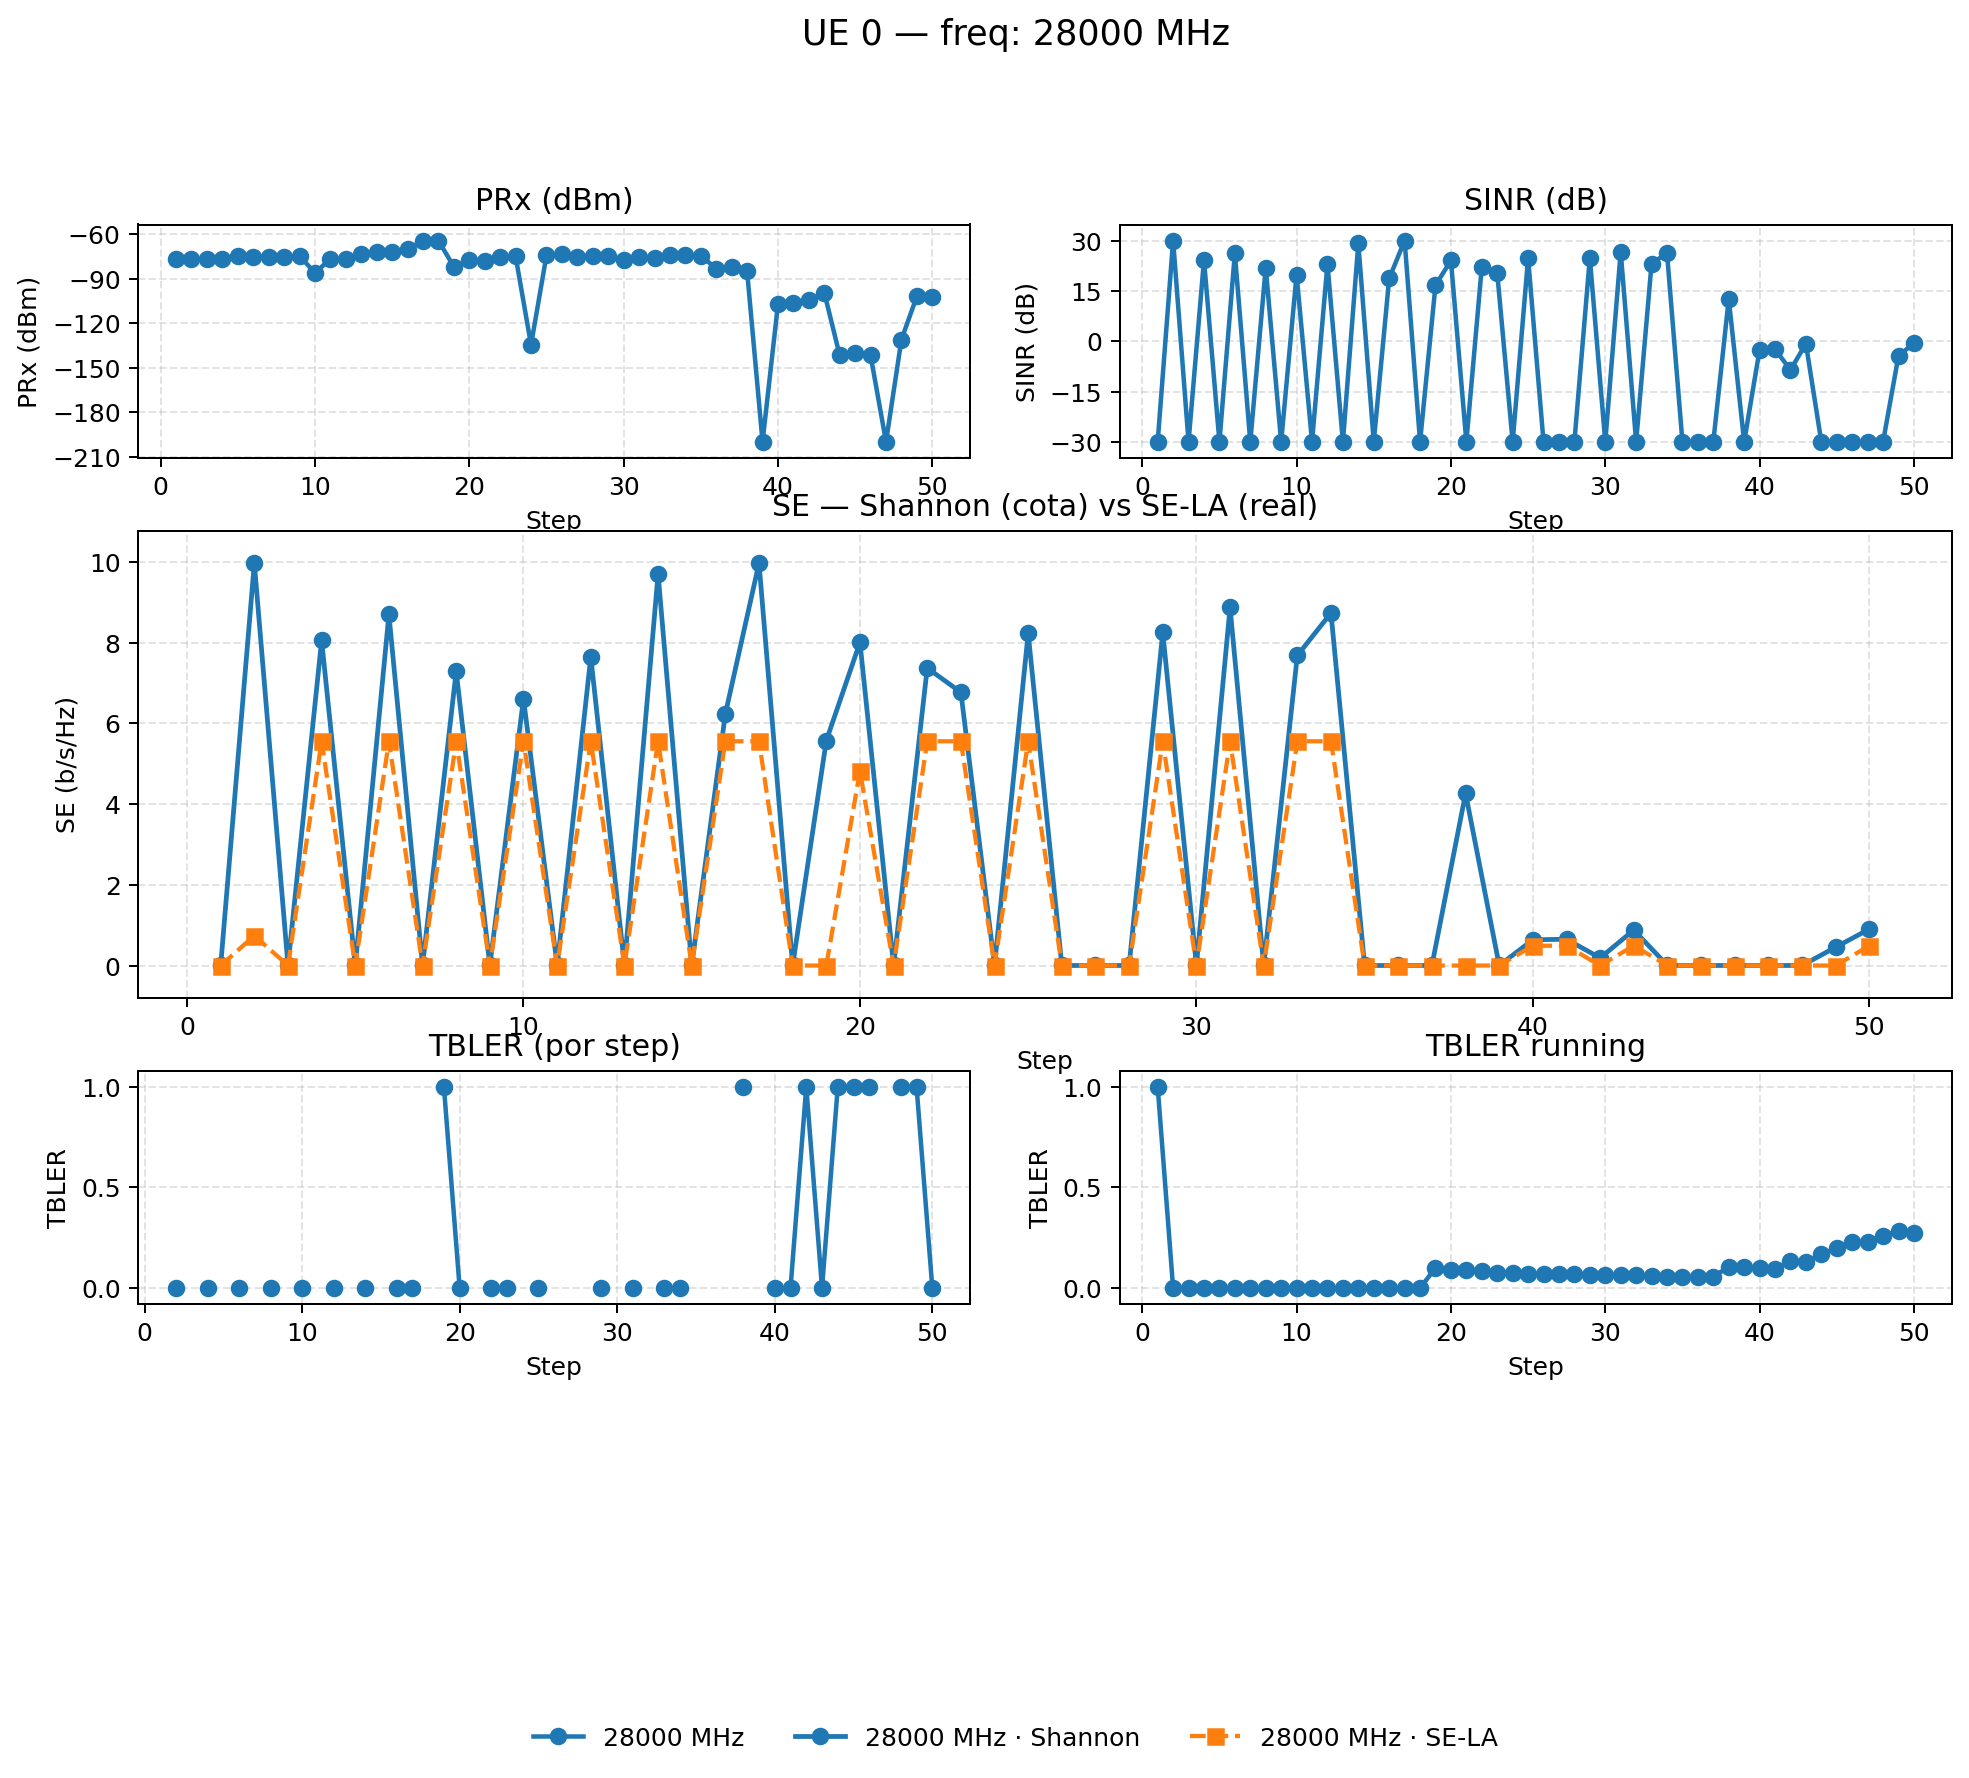 UE 0 — freq: 28000 MHz
PRx (dBm)
SINR (dB)
PRx (dBm)
−60
−90
−120
−150
−180
−210
0 10 20 30 40 50
Step
SINR (dB)
30
15
0
−15
−30
0 10 20 30 40 50
Step
SE — Shannon (cota) vs SE-LA (real)
SE (b/s/Hz)
10
8
6
4
2
0
0 10 20 30 40 50
Step
TBLER (por step)
TBLER
1.0
0.5
0.0
0 10 20 30 40 50
Step
TBLER running
TBLER
1.0
0.5
0.0
0 10 20 30 40 50
Step
28000 MHz
28000 MHz · Shannon
28000 MHz · SE-LA